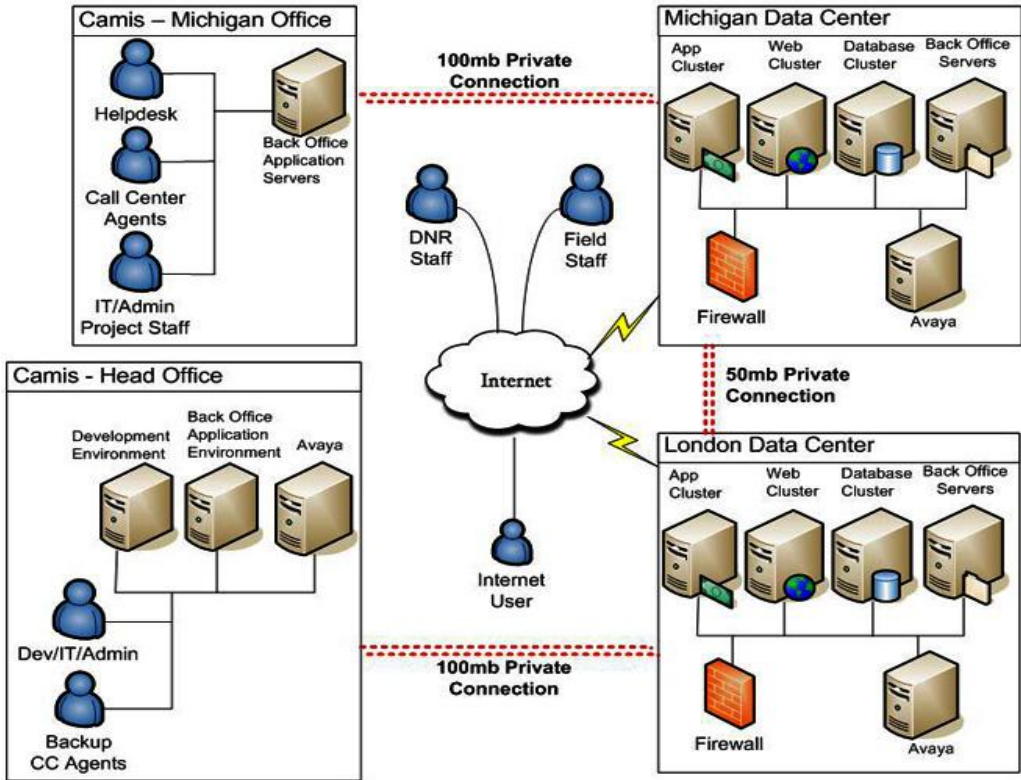 Camis – Michigan Office
Helpdesk
Call Center
Agents
IT/Admin
Project Staff
Back Office
Application
Servers
100mb Private
Connection
Michigan Data Center
App
Cluster
Web
Cluster
Database
Cluster
Back Office
Servers
Firewall
Avaya
DNR
Staff
Field
Staff
Internet
Internet
User
50mb Private
Connection
Camis - Head Office
Development
Environment
Back Office
Application
Environment
Avaya
Dev/IT/Admin
Backup
CC Agents
100mb Private
Connection
London Data Center
App
Cluster
Web
Cluster
Database
Cluster
Back Office
Servers
Firewall
Avaya